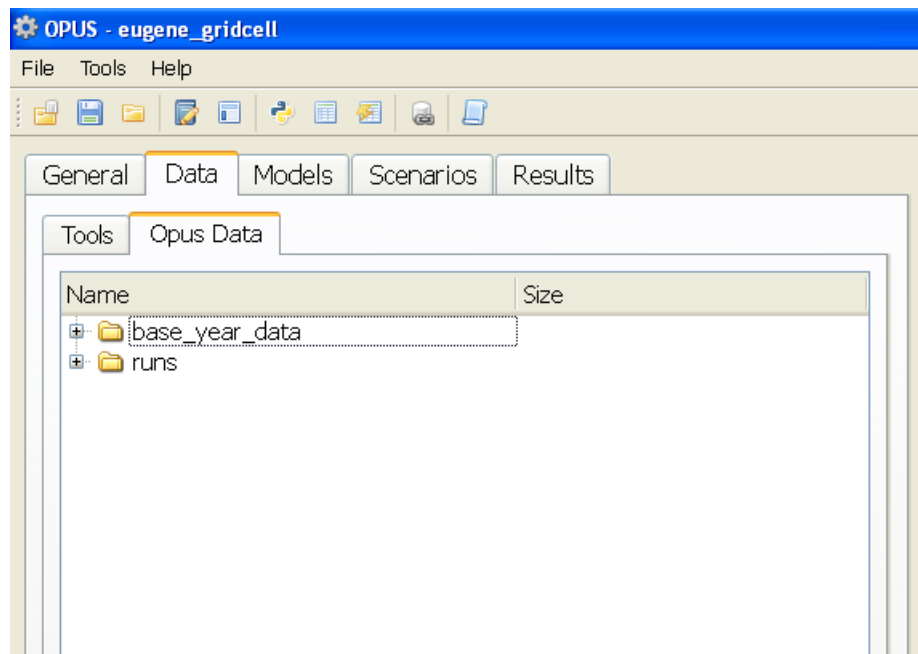 OPUS - eugene_gridcell
File Tools Help
General Data Models Scenarios Results
Tools Opus Data
Name Size
base_year_data
runs